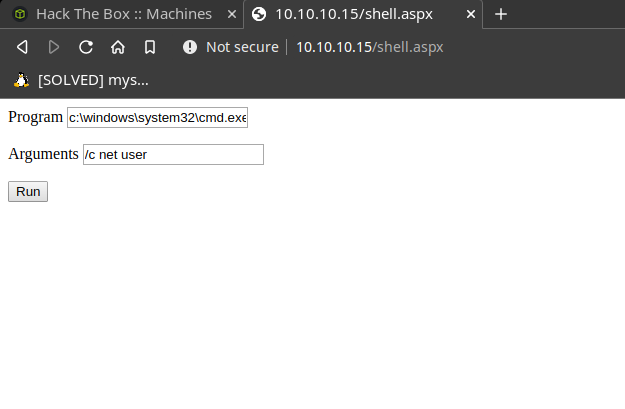 Hack The Box :: Machines 10.10.10.15/shell.aspx
Not secure 10.10.10.15/shell.aspx
[SOLVED] mys...
Program c:\windows\system32\cmd.exe
Arguments /c net user
Run